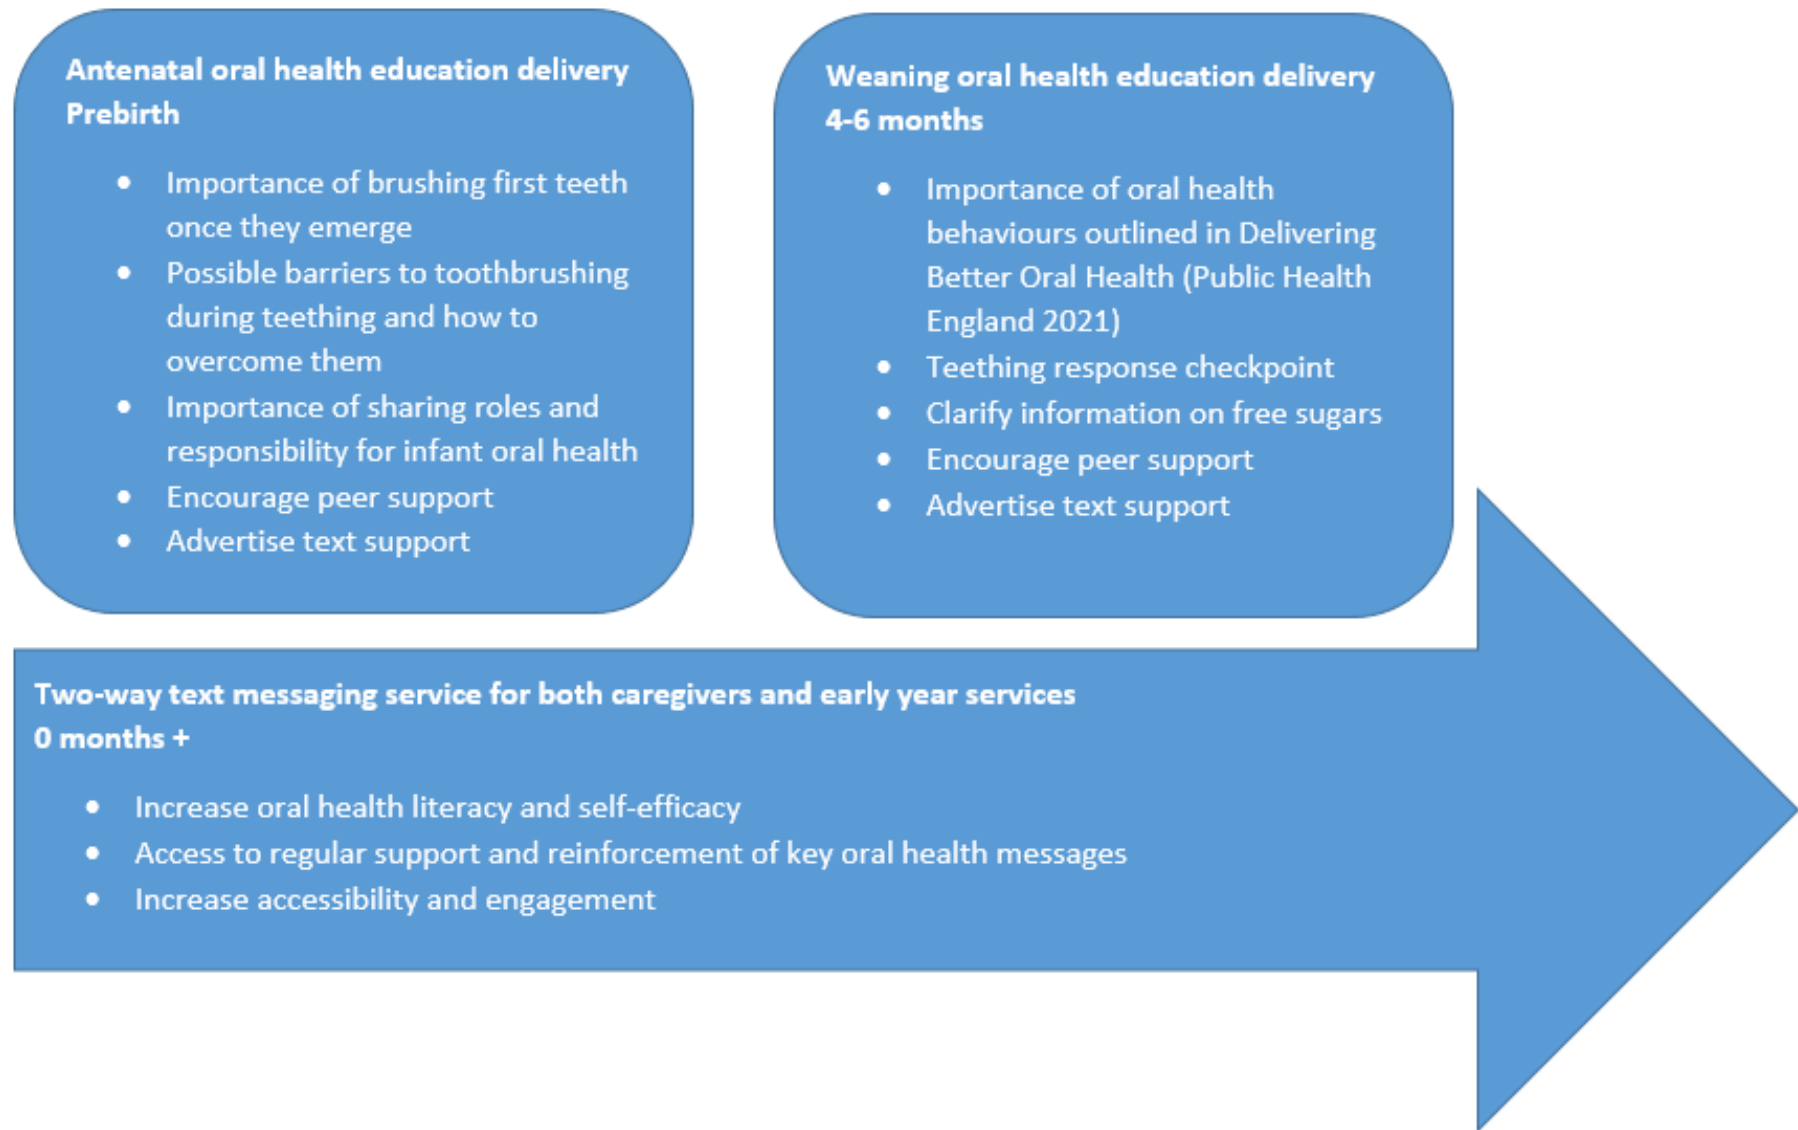 Antenatal oral health education delivery
Prebirth
• Importance of brushing first teeth
once they emerge
• Possible barriers to toothbrushing
during teething and how to
overcome them
• Importance of sharing roles and
responsibility for infant oral health
• Encourage peer support
• Advertise text support
Weaning oral health education delivery
4-6 months
• Importance of oral health
behaviours outlined in Delivering
Better Oral Health (Public Health
England 2021)
• Teething response checkpoint
• Clarify information on free sugars
• Encourage peer support
• Advertise text support
Two-way text messaging service for both caregivers and early year services
0 months +
• Increase oral health literacy and self-efficacy
• Access to regular support and reinforcement of key oral health messages
• Increase accessibility and engagement